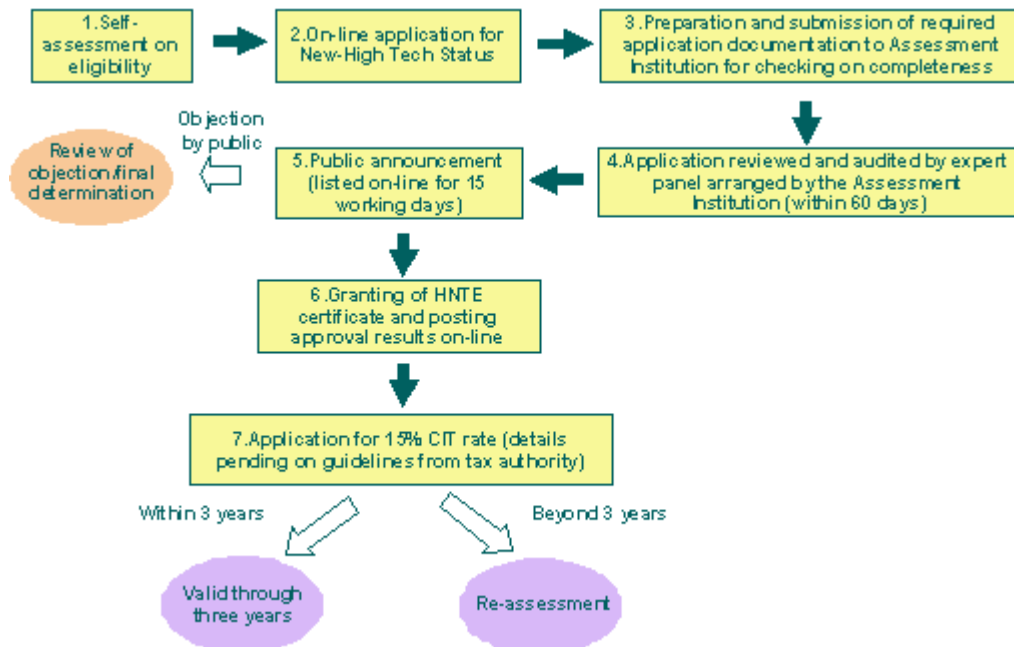 1.Self-
assessment on
eligibility
2.On-line application for
New-High Tech Status
3.Preparation and submission of required
application documentation to Assessment
Institution for checking on completeness
Objection
by public
Review of
objection/final
determination
5.Public announcement
(listed on-line for 15
working days)
4.Application reviewed and audited by expert
panel arranged by the Assessment
Institution (within 60 days)
6.Granting of HNTE
certificate and posting
approval results on-line
7.Application for 15% CIT rate (details
pending on guidelines from tax authority)
Within 3 years
Beyond 3 years
Valid through
three years
Re-assessment